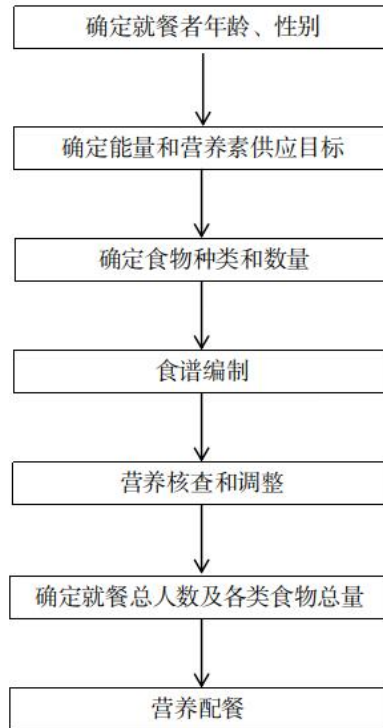 确定就餐者年龄、性别
确定能量和营养素供应目标
确定食物种类和数量
食谱编制
营养核查和调整
确定就餐总人数及各类食物总量
营养配餐